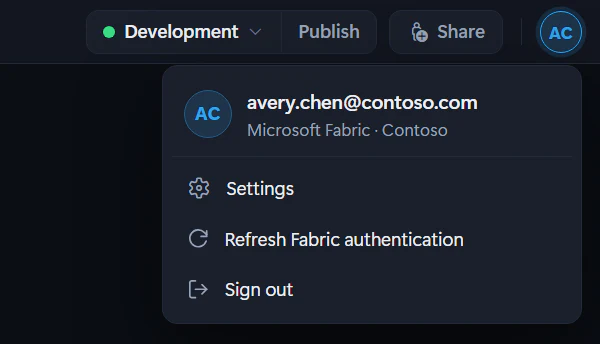 Development
Publish
Share
AC
AC
avery.chen@contoso.com
Microsoft Fabric · Contoso
Settings
Refresh Fabric authentication
Sign out